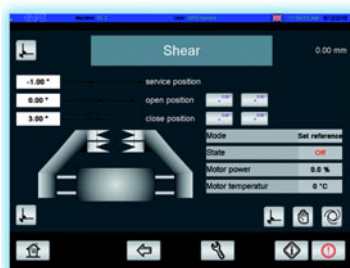 Shear
0.00 mm
-1.00 °
service position
0.00 °
open position
3.00 °
close position
Mode Set reference
State Off
Motor power 0.0 %
Motor temperatur 0 °C